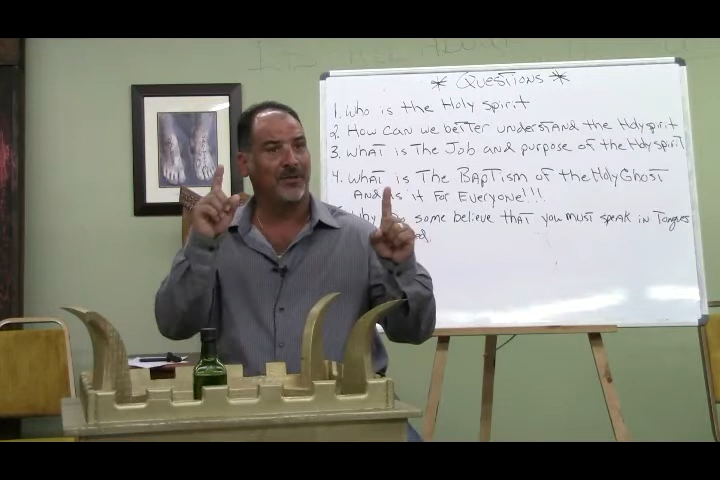 * Questions *
1. Who is the Holy spirit
2. How can we better understand the Holy spirit
3. What is The Job and purpose of the Holy spirit
4. What is The Baptism of the Holy Ghost
And is it For Everyone!!!
Why some believe that you must speak in Tongues